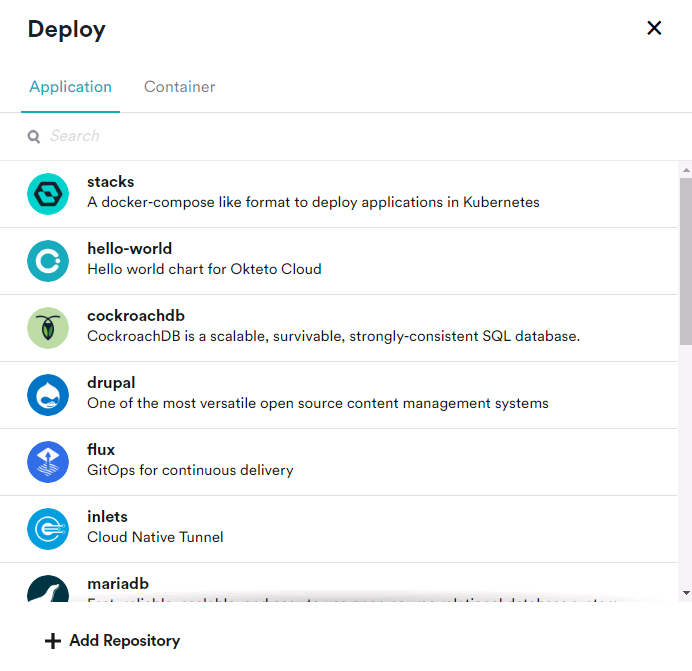 Deploy
Application
Container
Search
stacks
A docker-compose like format to deploy applications in Kubernetes
hello-world
Hello world chart for Okteto Cloud
cockroachdb
CockroachDB is a scalable, survivable, strongly-consistent SQL database.
drupal
One of the most versatile open source content management systems
flux
GitOps for continuous delivery
inlets
Cloud Native Tunnel
mariadb
Add Repository